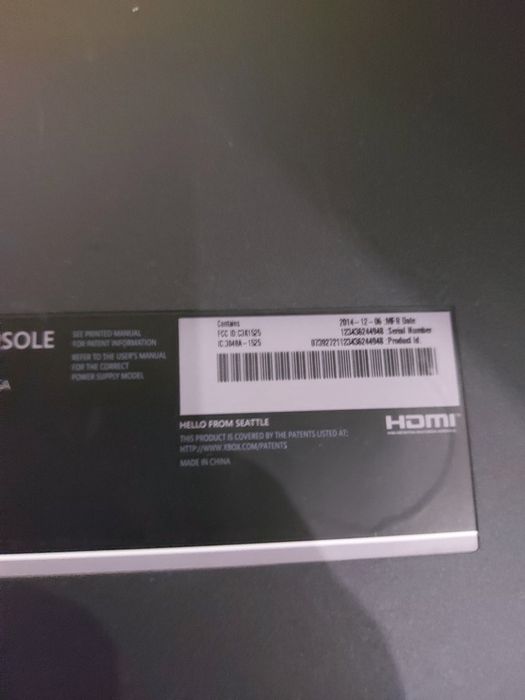 SOLE
SEE PRINTED MANUAL
FOR PATENT INFORMATION
REFER TO THE USER'S MANUAL
FOR THE CORRECT
POWER SUPPLY MODEL
Contains
FCC ID:C3K1525
IC:3048A-1525
2014-12-06 :MFR Date
123436244948 :Serial Number
:Product Id.
HELLO FROM SEATTLE
THIS PRODUCT IS COVERED BY THE PATENTS LISTED AT:
HTTP://WWW.XBOX.COM/PATENTS
MADE IN CHINA
HDMI